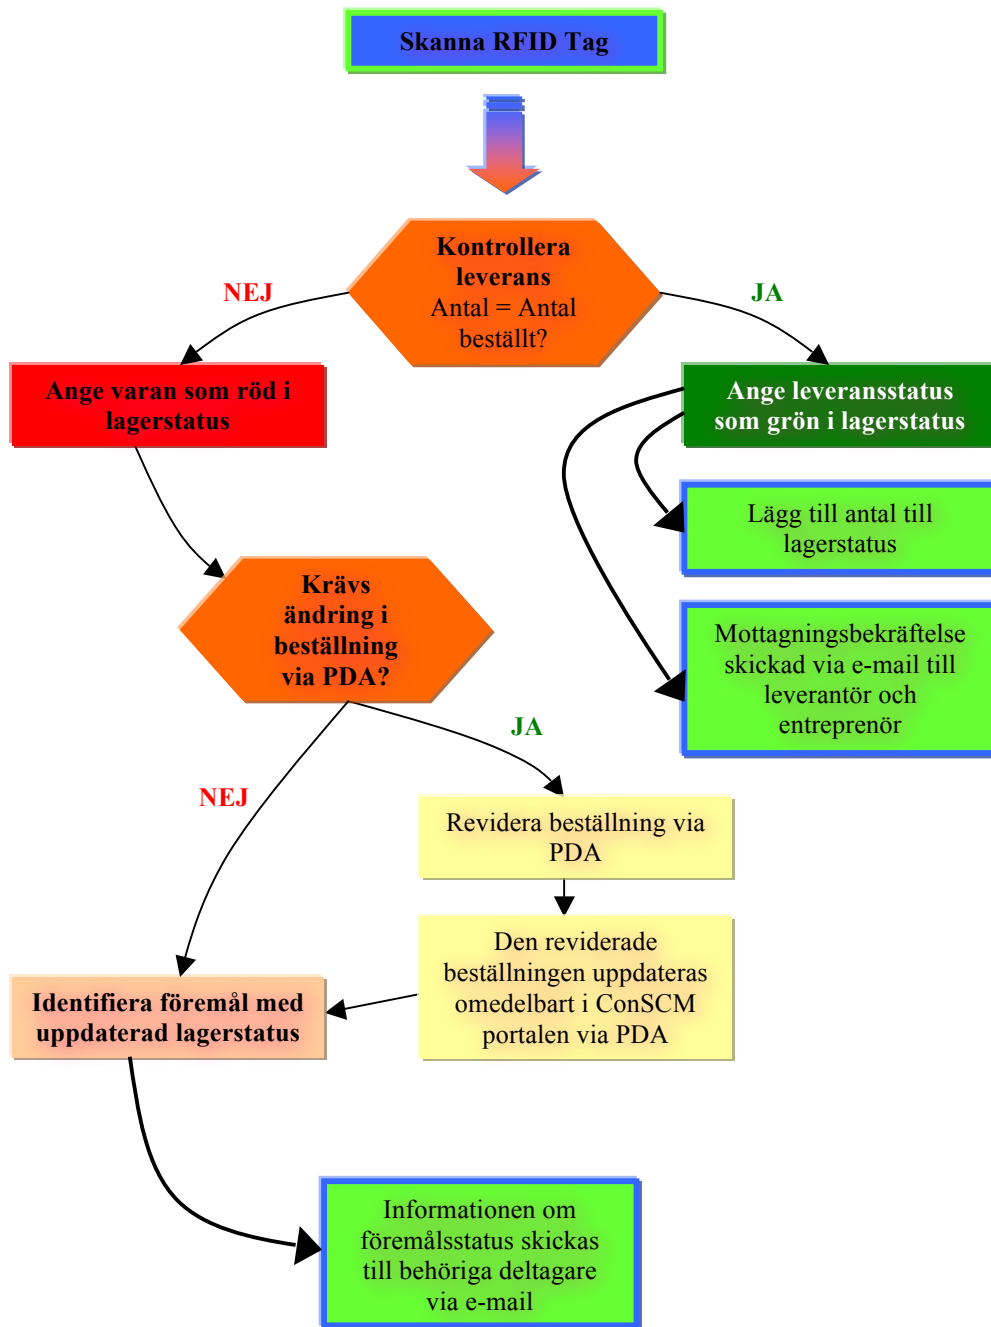 Skanna RFID Tag
Kontrollera
leverans
Antal = Antal
beställt?
NEJ
JA
Ange varan som röd i
lagerstatus
Ange leveransstatus
som grön i lagerstatus
Lägg till antal till
lagerstatus
Krävs
ändring i
beställning
via PDA?
Mottagningsbekräftelse
skickad via e-mail till
leverantör och
entreprenör
JA
NEJ
Revidera beställning via
PDA
Den reviderade
beställningen uppdateras
omedelbart i ConSCM
portalen via PDA
Identifiera föremål med
uppdaterad lagerstatus
Informationen om
föremålsstatus skickas
till behöriga deltagare
via e-mail